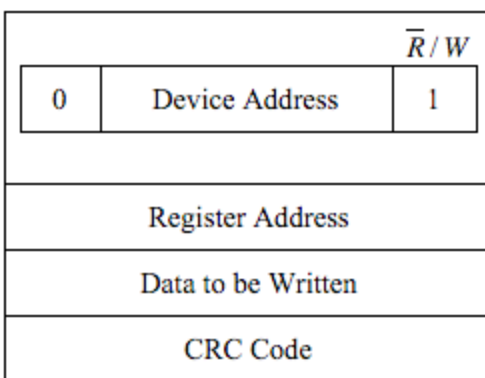 R̅ / W
0 Device Address 1
Register Address
Data to be Written
CRC Code